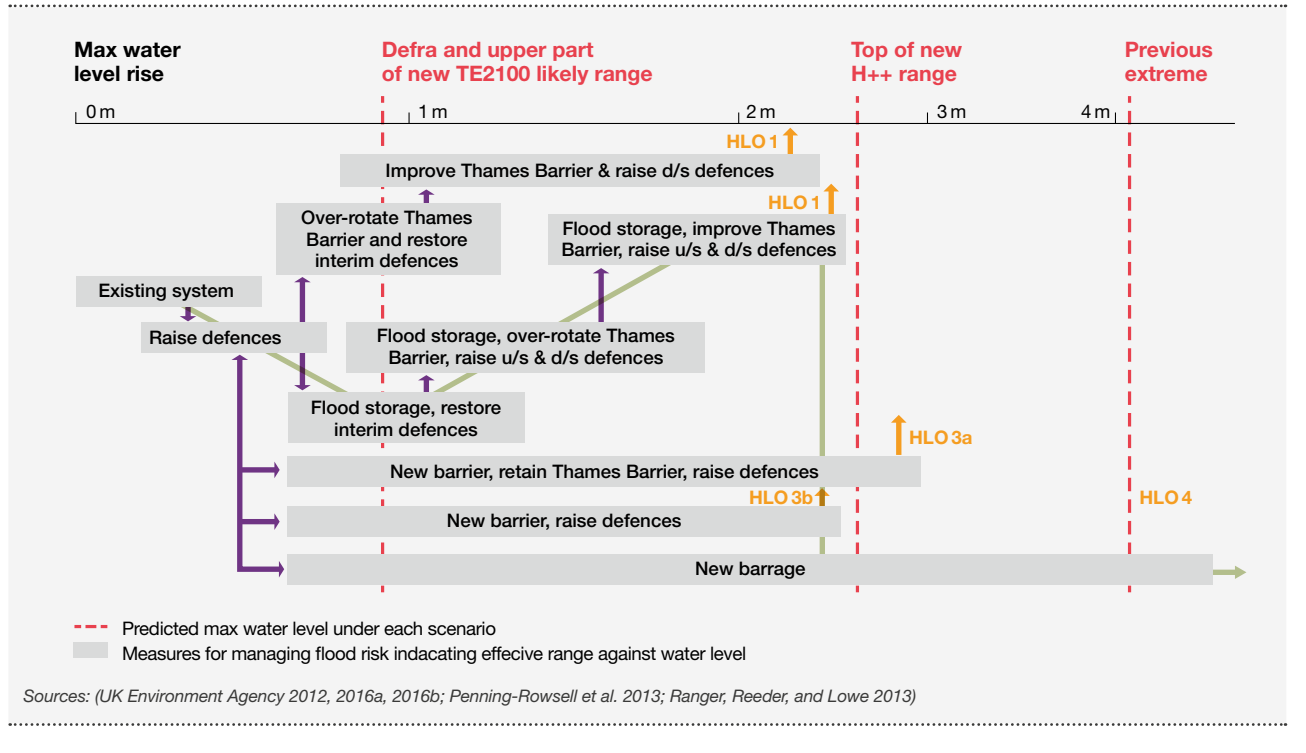 Max water
level rise
Defra and upper part
of new TE2100 likely range
Top of new
H++ range
Previous
extreme
0 m
1 m
2 m
3 m
4 m
HLO 1
Improve Thames Barrier & raise d/s defences
HLO 1
Over-rotate Thames
Barrier and restore
interim defences
Flood storage, improve Thames
Barrier, raise u/s & d/s defences
Existing system
Raise defences
Flood storage, over-rotate Thames
Barrier, raise u/s & d/s defences
Flood storage, restore
interim defences
HLO 3a
New barrier, retain Thames Barrier, raise defences
HLO 3b
HLO 4
New barrier, raise defences
New barrage
Predicted max water level under each scenario
Measures for managing flood risk indacating effecive range against water level
Sources: (UK Environment Agency 2012, 2016a, 2016b; Penning-Rowsell et al. 2013; Ranger, Reeder, and Lowe 2013)